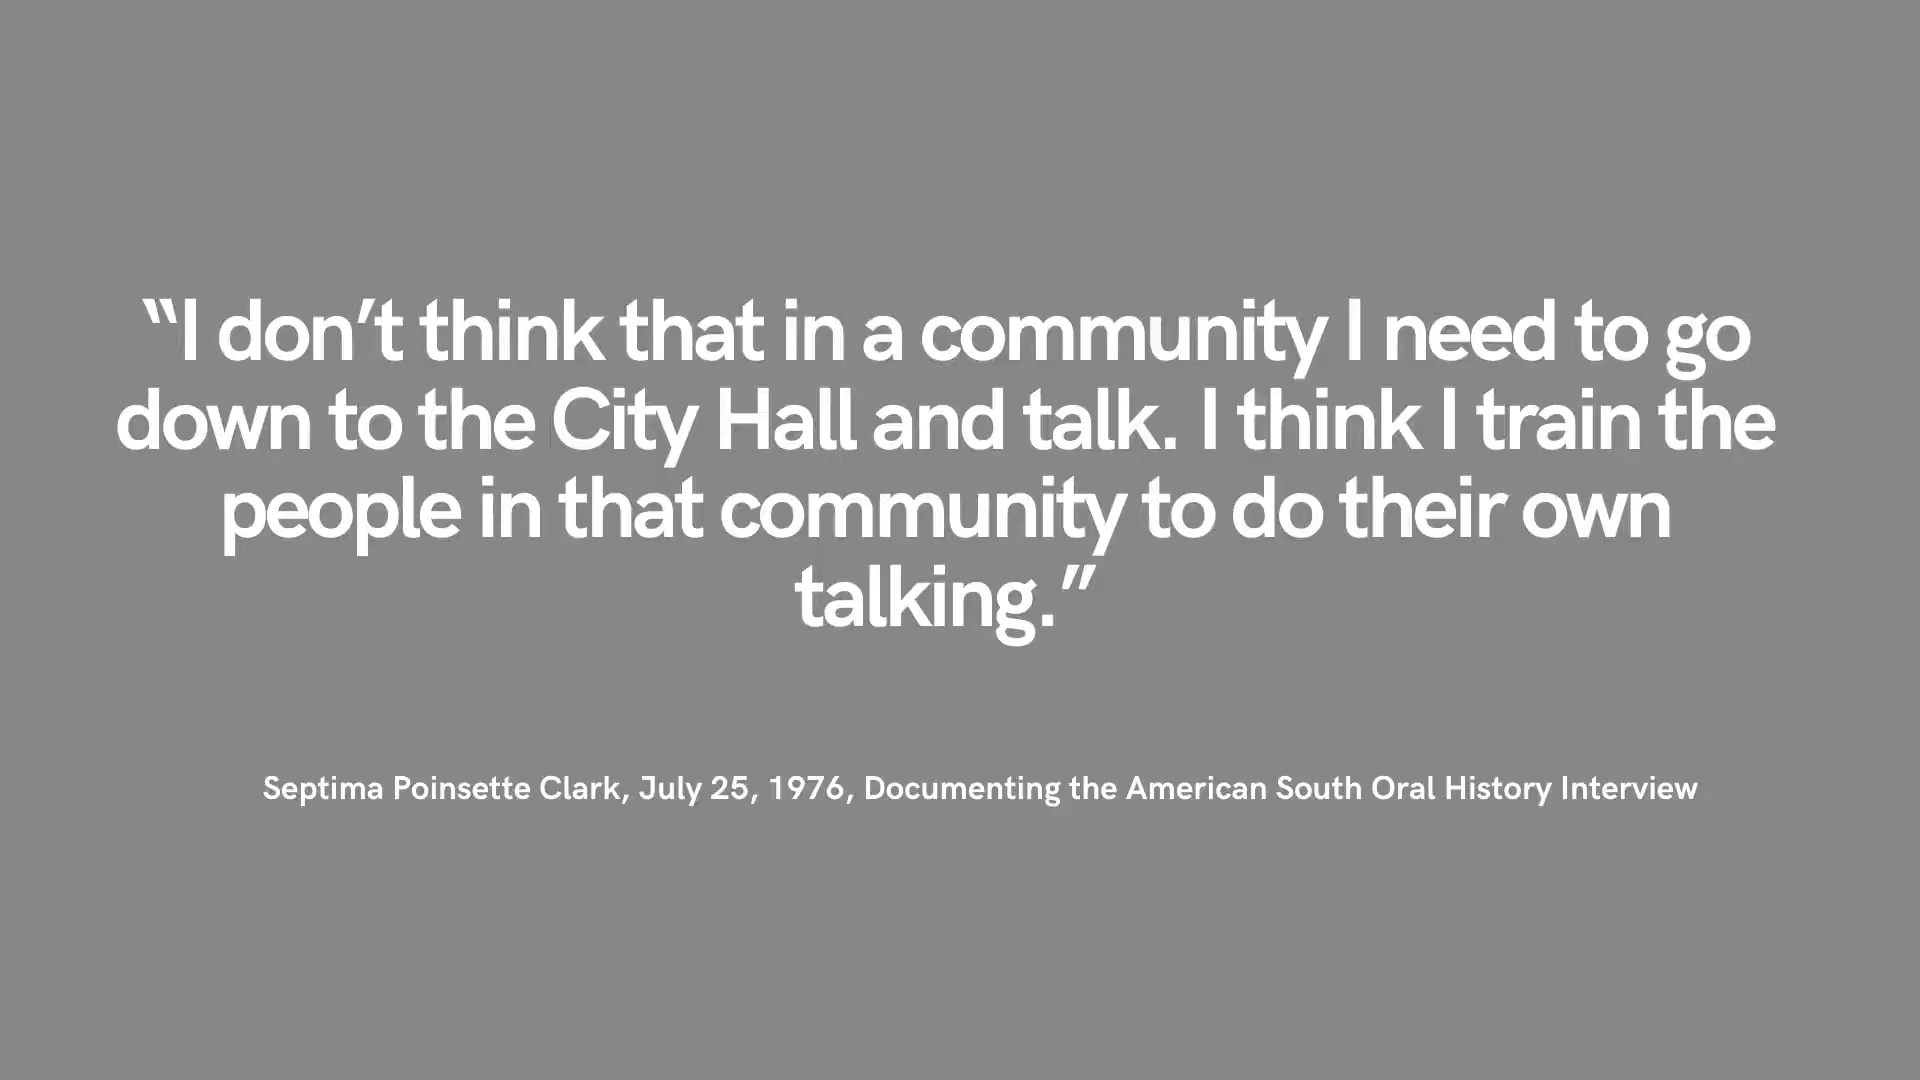 “I don’t think that in a community I need to go
down to the City Hall and talk. I think I train the
people in that community to do their own
talking.”
Septima Poinsette Clark, July 25, 1976, Documenting the American South Oral History Interview